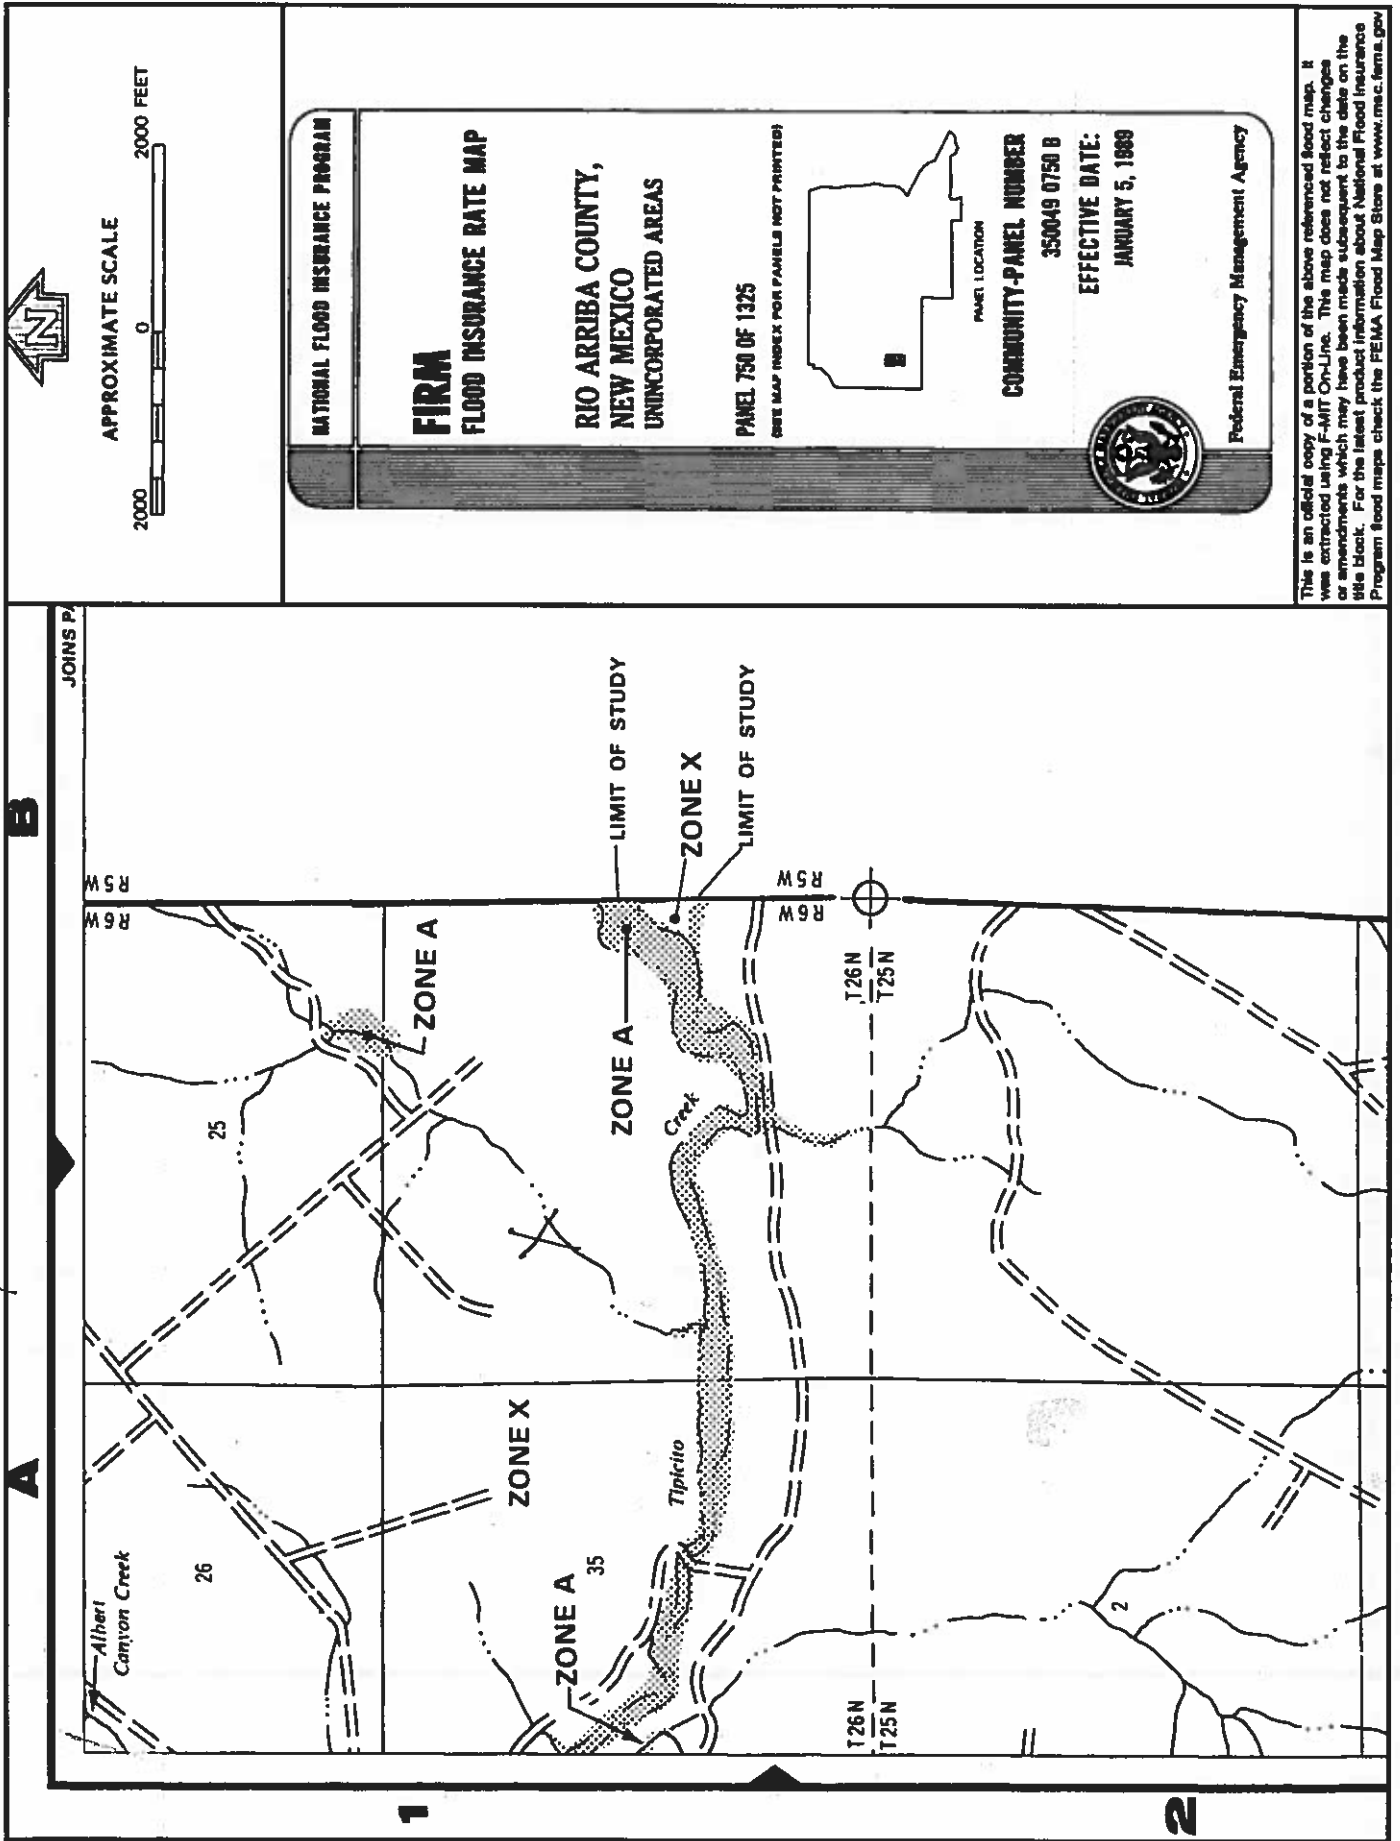 N
APPROXIMATE SCALE
2000 0 2000 FEET
NATIONAL FLOOD INSURANCE PROGRAM
FIRM
FLOOD INSURANCE RATE MAP
RIO ARRIBA COUNTY,
NEW MEXICO
UNINCORPORATED AREAS
PANEL 750 OF 1325
(SEE MAP INDEX FOR PANELS NOT PRINTED)
PANEL LOCATION
COMMUNITY-PANEL NUMBER
350049 0750 B
EFFECTIVE DATE:
JANUARY 5, 1989
Federal Emergency Management Agency
This is an official copy of a portion of the above referenced flood map. It
was extracted using F-MIT On-Line. This map does not reflect changes
or amendments which may have been made subsequent to the date on the
title block. For the latest product information about National Flood Insurance
Program flood maps check the FEMA Flood Map Store at www.msc.fema.gov
A
B
1
2
JOINS PA
R6W
R5W
Albert
Canyon Creek
26
25
ZONE A
ZONE X
LIMIT OF STUDY
ZONE A
35
ZONE A
Tipicito
Creek
ZONE X
LIMIT OF STUDY
R6W
R5W
T26N
T25N
T26N
T25N
2